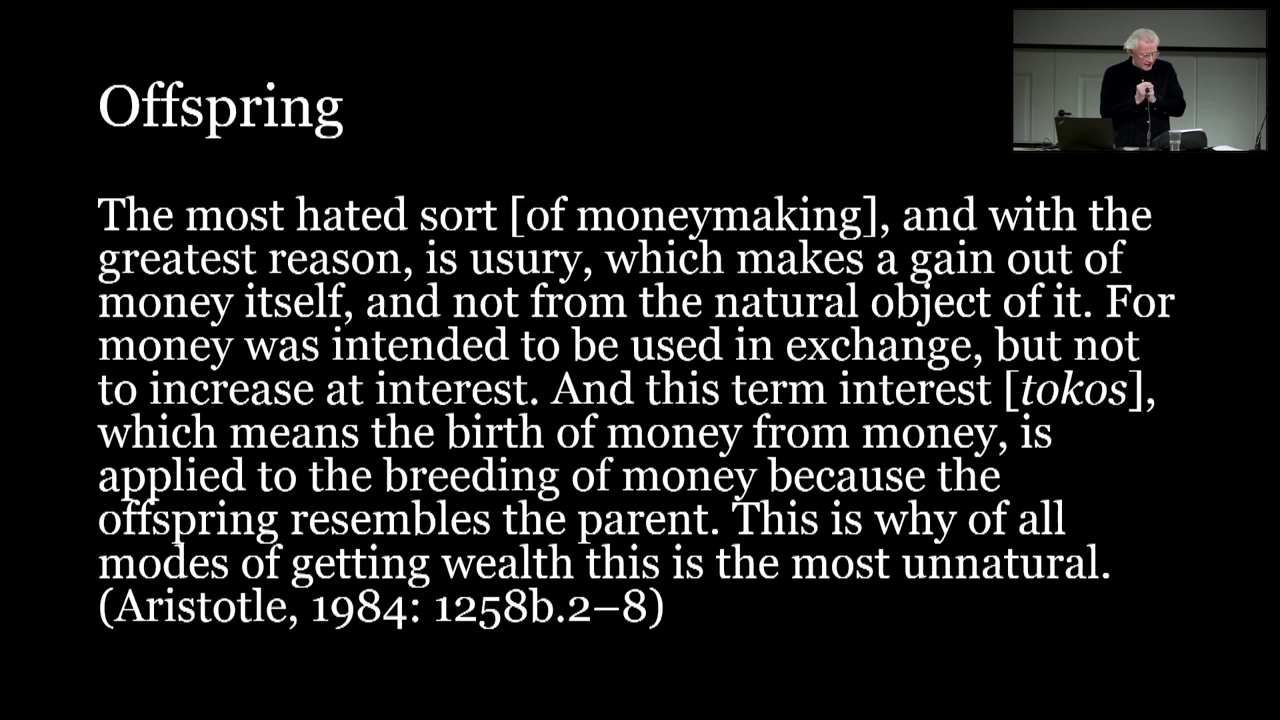 Offspring
The most hated sort [of moneymaking], and with the
greatest reason, is usury, which makes a gain out of
money itself, and not from the natural object of it. For
money was intended to be used in exchange, but not
to increase at interest. And this term interest [tokos],
which means the birth of money from money, is
applied to the breeding of money because the
offspring resembles the parent. This is why of all
modes of getting wealth this is the most unnatural.
(Aristotle, 1984: 1258b.2–8)